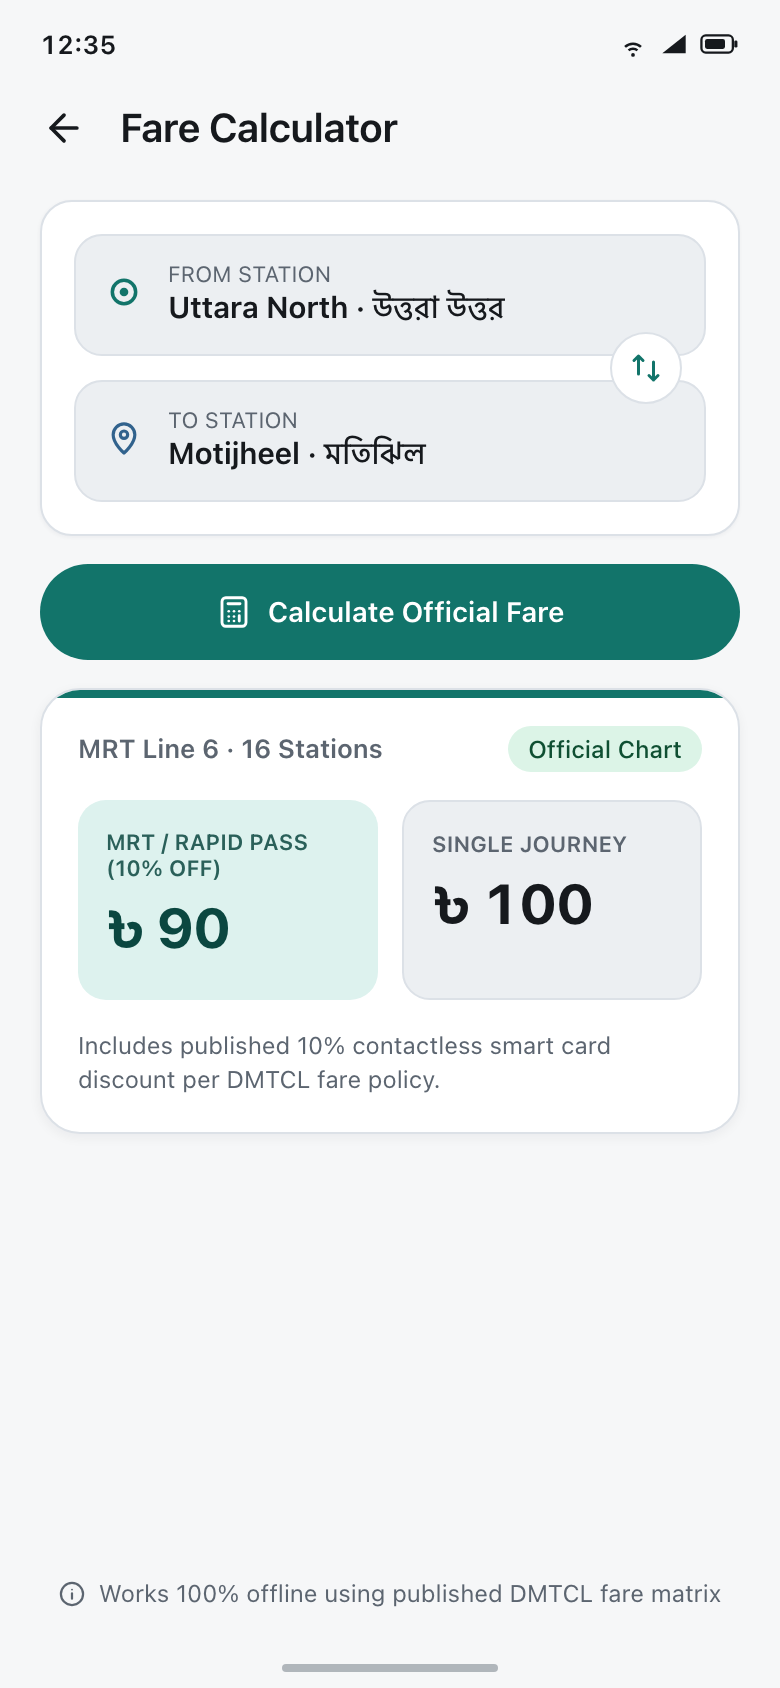 12:35
Fare Calculator
FROM STATION
Uttara North · উত্তরা উত্তর
TO STATION
Motijheel · মতিঝিল
Calculate Official Fare
MRT Line 6 · 16 Stations
Official Chart
MRT / RAPID PASS
(10% OFF)
৳ 90
SINGLE JOURNEY
৳ 100
Includes published 10% contactless smart card
discount per DMTCL fare policy.
Works 100% offline using published DMTCL fare matrix